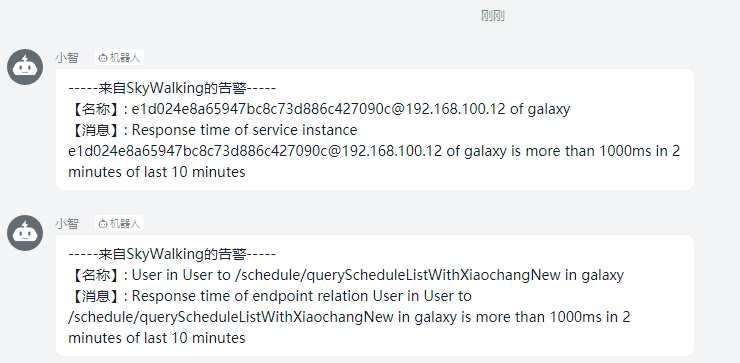 刚刚
小智 机器人
-----来自SkyWalking的告警-----
【名称】: e1d024e8a65947bc8c73d886c427090c@192.168.100.12 of galaxy
【消息】: Response time of service instance
e1d024e8a65947bc8c73d886c427090c@192.168.100.12 of galaxy is more than 1000ms in 2
minutes of last 10 minutes
小智 机器人
-----来自SkyWalking的告警-----
【名称】: User in User to /schedule/queryScheduleListWithXiaochangNew in galaxy
【消息】: Response time of endpoint relation User in User to
/schedule/queryScheduleListWithXiaochangNew in galaxy is more than 1000ms in 2
minutes of last 10 minutes